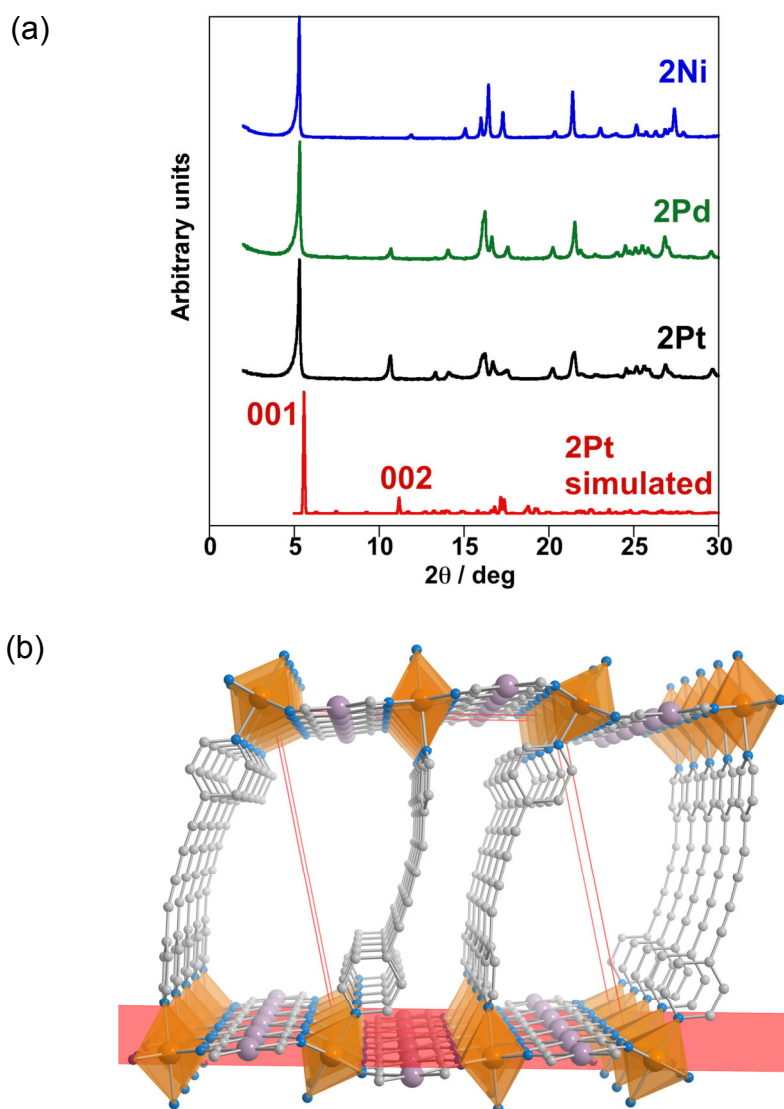 (a)
Arbitrary units
2Ni
2Pd
2Pt
001
002
2Pt
simulated
0
5
10
15
20
25
30
2θ / deg
(b)